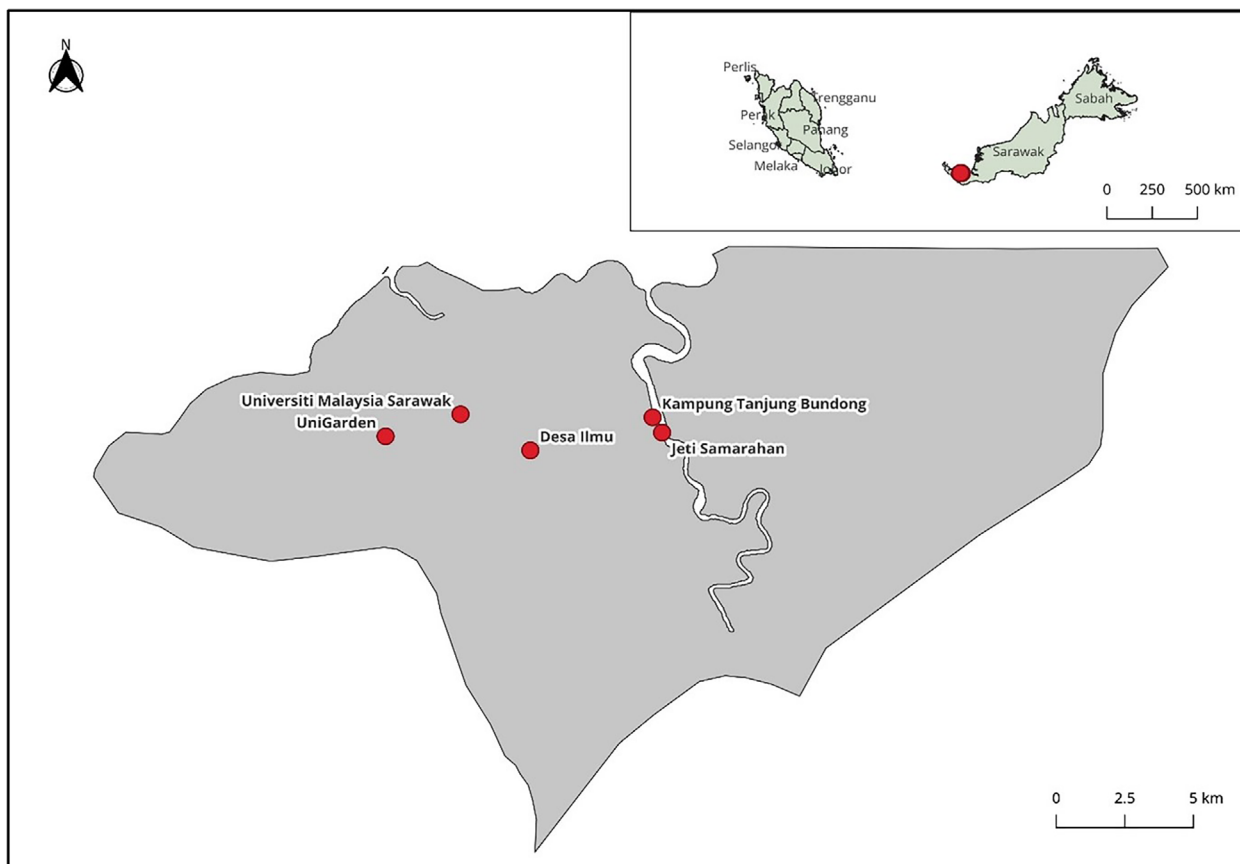 N
Perlis
Trengganu
Perak
Pahang
Selangor
Melaka
Johor
Sabah
Sarawak
0 250 500 km
Universiti Malaysia Sarawak
UniGarden
Desa Ilmu
Kampung Tanjung Bundong
Jeti Samarahan
0 2.5 5 km